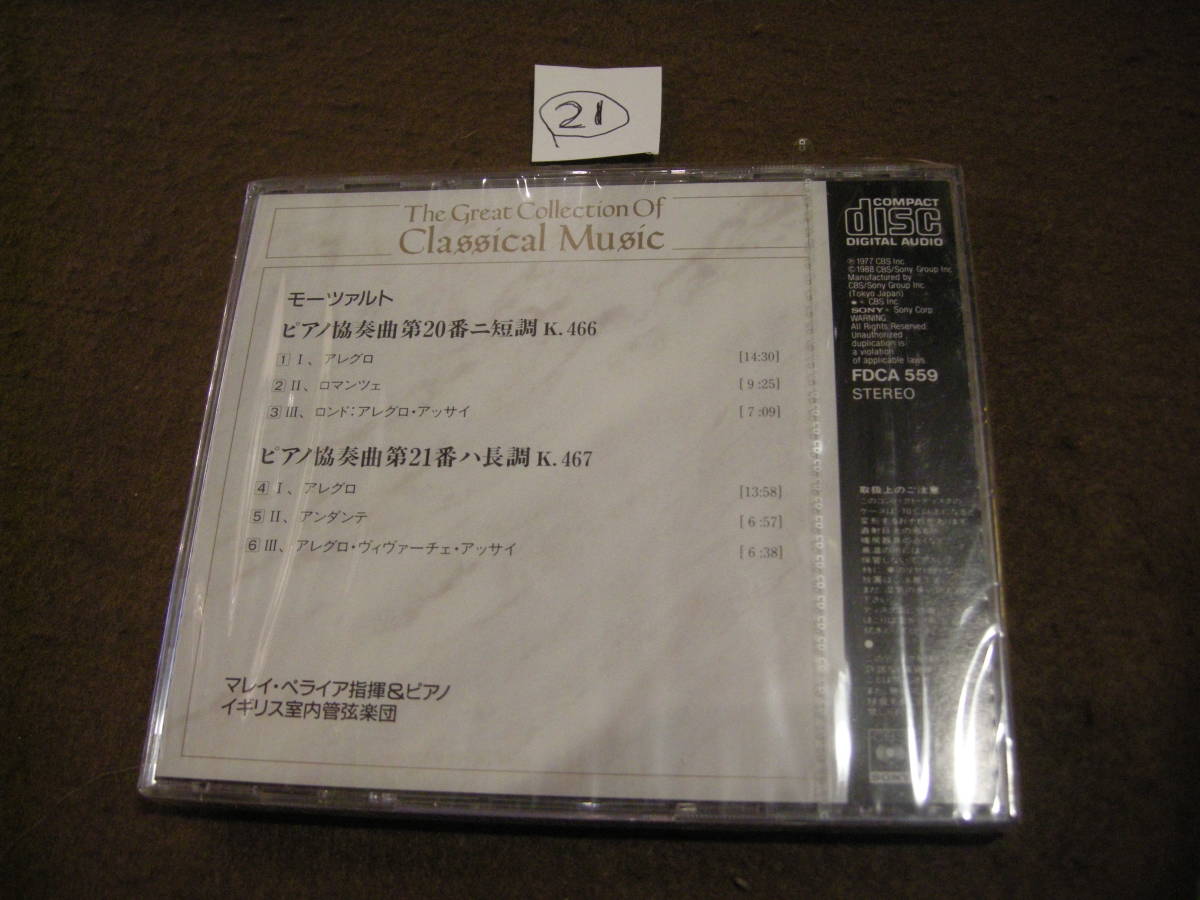 21
The Great Collection Of
Classical Music
モーツァルト
ピアノ協奏曲第20番ニ短調 K.466
1 I、アレグロ [14:30]
2 II、ロマンツェ [9:25]
3 III、ロンド:アレグロ・アッサイ [7:09]
ピアノ協奏曲第21番ハ長調 K.467
4 I、アレグロ [13:58]
5 II、アンダンテ [6:57]
6 III、アレグロ・ヴィヴァーチェ・アッサイ [6:38]
マレイ・ペライア指揮&ピアノ
イギリス室内管弦楽団
COMPACT
disc
DIGITAL AUDIO
℗ 1977 CBS Inc.
© 1988 CBS/Sony Group Inc.
Manufactured by
CBS/Sony Group Inc.
(Tokyo Japan)
CBS Inc.
SONY Sony Corp.
WARNING:
All Rights Reserved.
Unauthorized
duplication is
a violation
of applicable laws.
FDCA 559
STEREO
取扱上のご注意
SONY